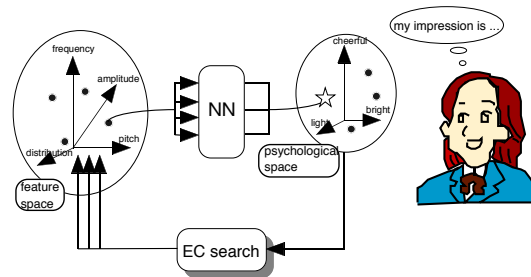 my impression is ...
frequency
amplitude
distribution
pitch
feature
space
NN
cheerful
bright
light
psychological
space
EC search